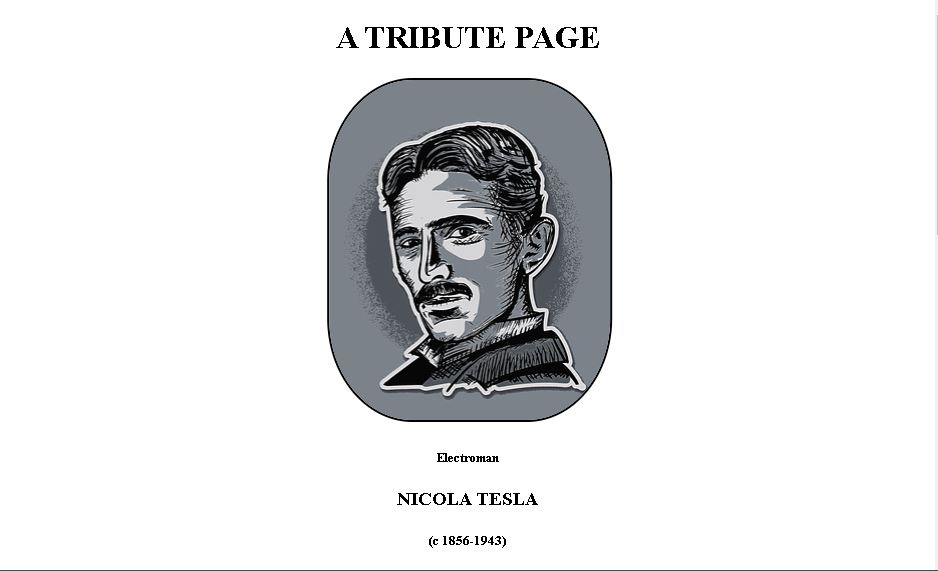 A TRIBUTE PAGE
Electroman
NICOLA TESLA
(c 1856-1943)